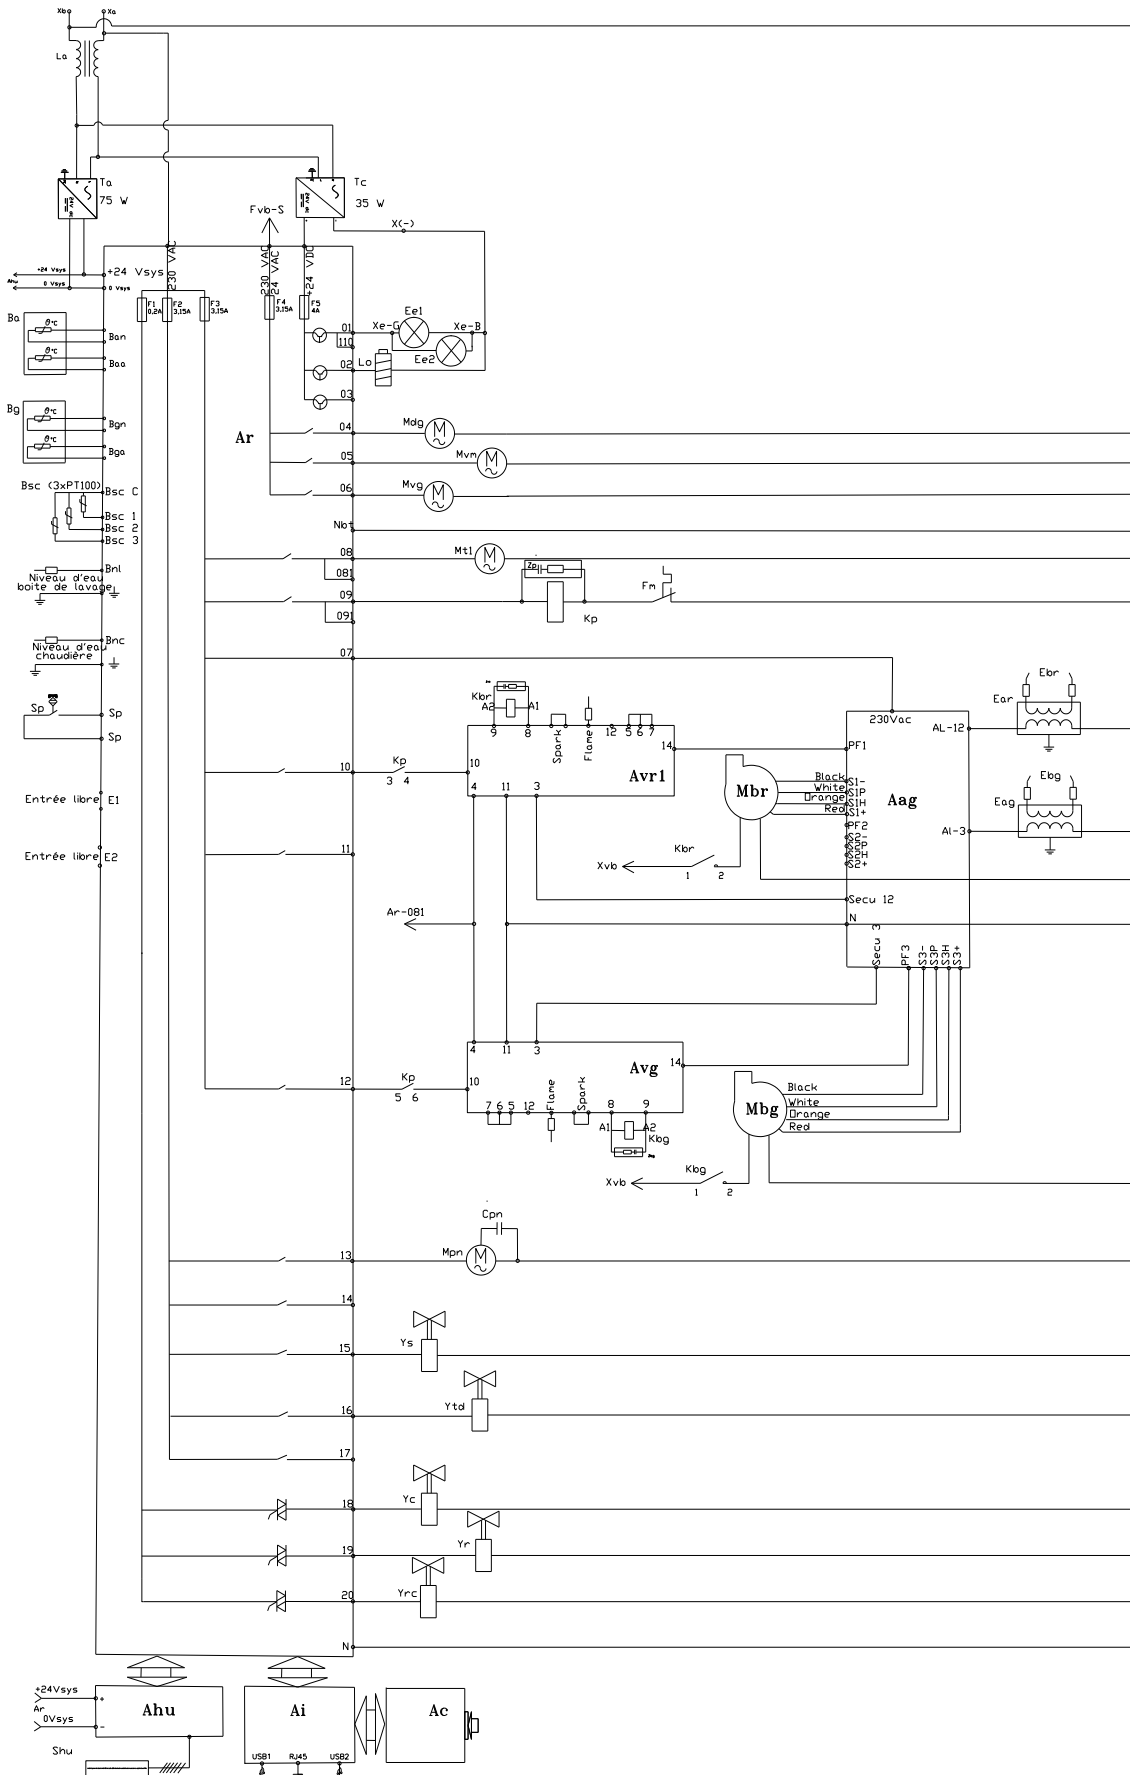 Xb Xa
La
Ta
75 W
Tc
35 W
Fvb-S
X(-)
24V dc
24V dc
+24 Vsys
Ahu
0 Vsys
+24 Vsys
0 Vsys
230 VAC
230 VAC
24 VAC
+24 VDC
F1
0,2A
F2
3,15A
F3
3,15A
F4
3,15A
F5
4A
Ba
ϑ°C
ϑ°C
Ban
Baa
01
110
02
03
Xe-G
Ee1
Xe-B
Ee2
Lo
Bg
ϑ°C
ϑ°C
Bgn
Bga
Ar
04
Mdg
M
05
Mvm
M
06
Mvg
M
Bsc (3xPT100)
Bsc C
Bsc 1
Bsc 2
Bsc 3
Nbt
08
081
Mt1
M
09
091
Zp
Kp
Fm
Bnl
Niveau d'eau
boite de lavage
Bnc
Niveau d'eau
chaudière
07
Sp
Sp
Sp
Kbr
A2 A1
9 8
Spark
Flame
12 5 6 7
14
10
Avr1
4 11 3
10
Kp
3 4
230Vac
PF1
AL-12
Black
White
Orange
Red
S1-
S1P
S1H
S1+
PF2
S2-
S2P
S2H
S2+
Aag
Al-3
Mbr
Ear
Ebr
Eag
Ebg
Entrée libre E1
Entrée libre E2
11
Xvb
Kbr
1 2
Secu 12
N
Ar-081
Secu 3
PF3
S3-
S3P
S3H
S3+
4 11 3
Avg
14
10
12
Kp
5 6
7 6 5 12
Flame
Spark
8 9
A1 A2
Kbg
Mbg
Black
White
Orange
Red
Xvb
Kbg
1 2
13
Mpn
M
Cpn
14
15
Ys
16
Ytd
17
18
Yc
19
Yr
20
Yrc
N
+24Vsys
Ar
0Vsys
+
-
Ahu
Shu
Ai
USB1 RJ45 USB2
Ac